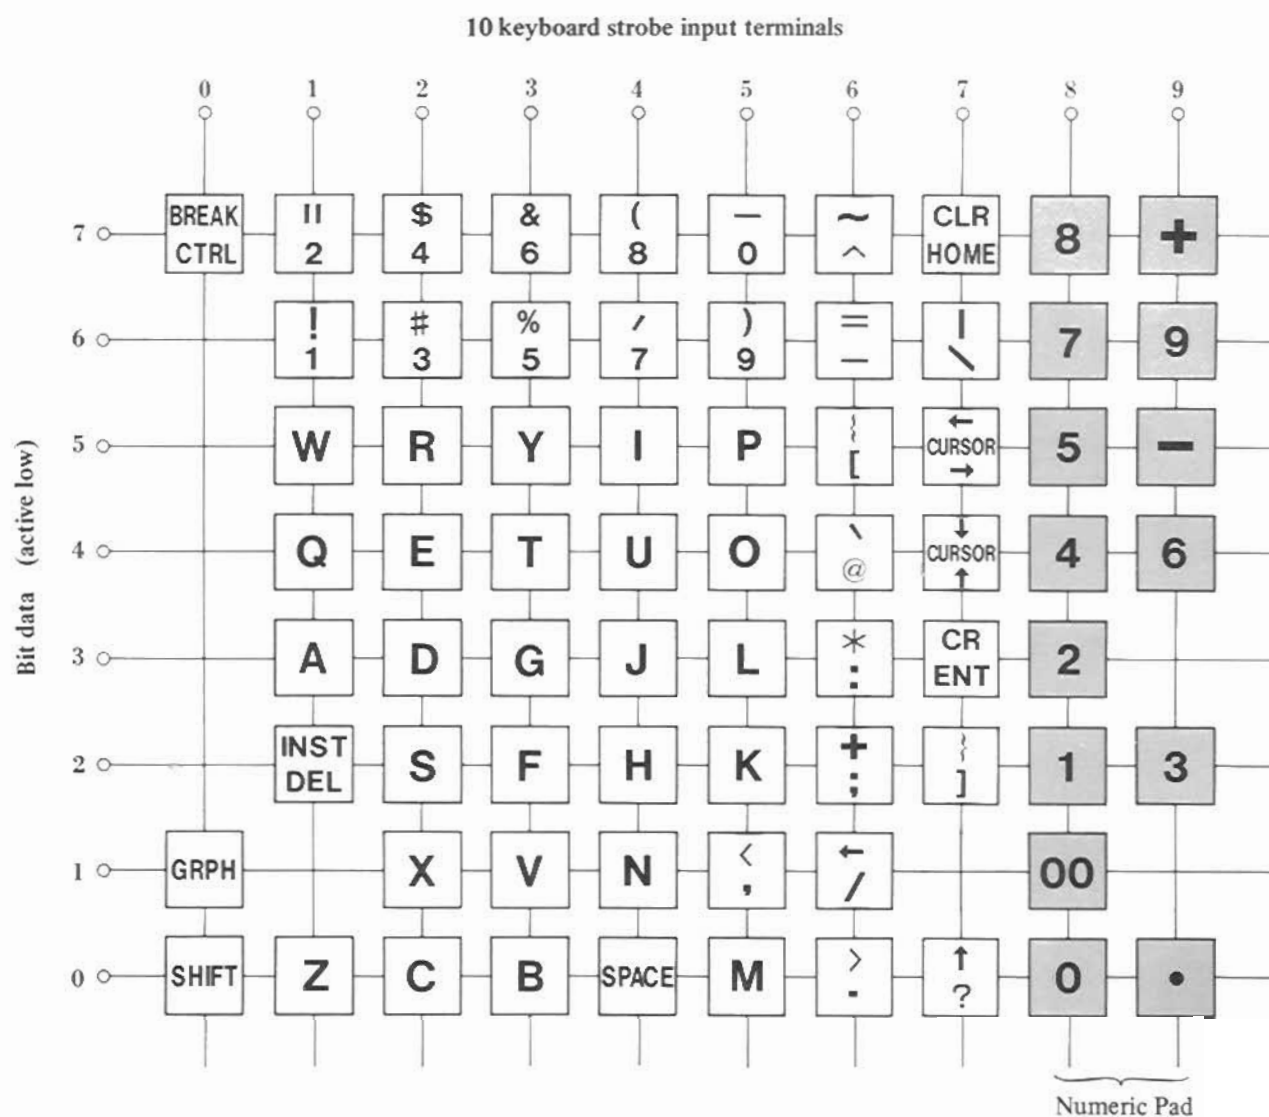 10 keyboard strobe input terminals
0 1 2 3 4 5 6 7 8 9
Bit data (active low)
7
BREAK
CTRL
"
2
$
4
&
6
(
8
—
0
~
^
CLR
HOME
8
+
6
!
1
#
3
%
5
′
7
)
9
=
—
|
\
7
9
5
W
R
Y
I
P
{
[
←
CURSOR
→
5
−
4
Q
E
T
U
O
`
@
↓
CURSOR
↑
4
6
3
A
D
G
J
L
*
:
CR
ENT
2
2
INST
DEL
S
F
H
K
+
;
}
]
1
3
1
GRPH
X
V
N
<
,
←
/
00
0
SHIFT
Z
C
B
SPACE
M
>
.
↑
?
0
•
Numeric Pad